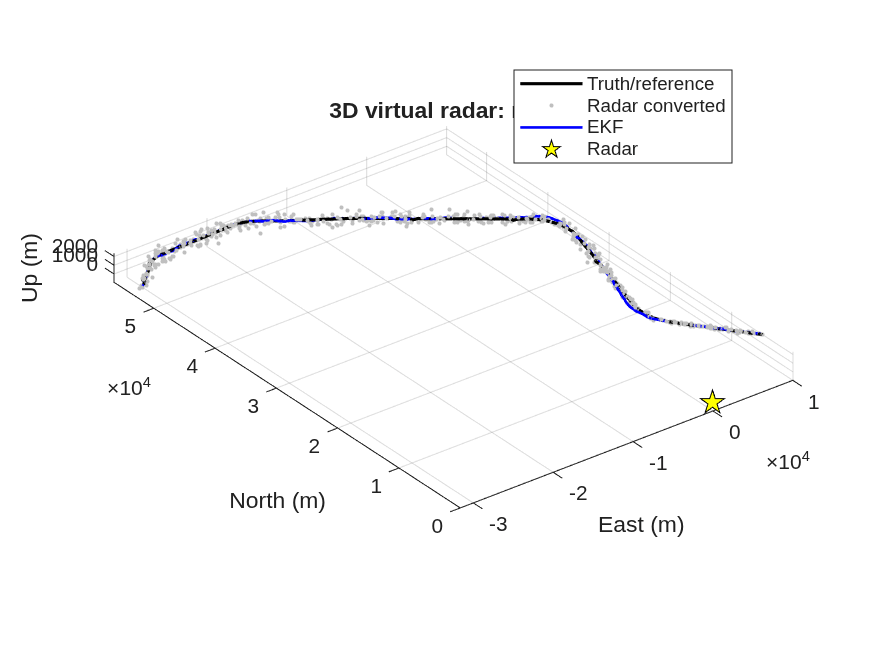 3D virtual radar:
Truth/reference
Radar converted
EKF
Radar
Up (m)
2000
1000
0
5
4
3
2
1
0
×10^4
North (m)
-3
-2
-1
0
1
×10^4
East (m)